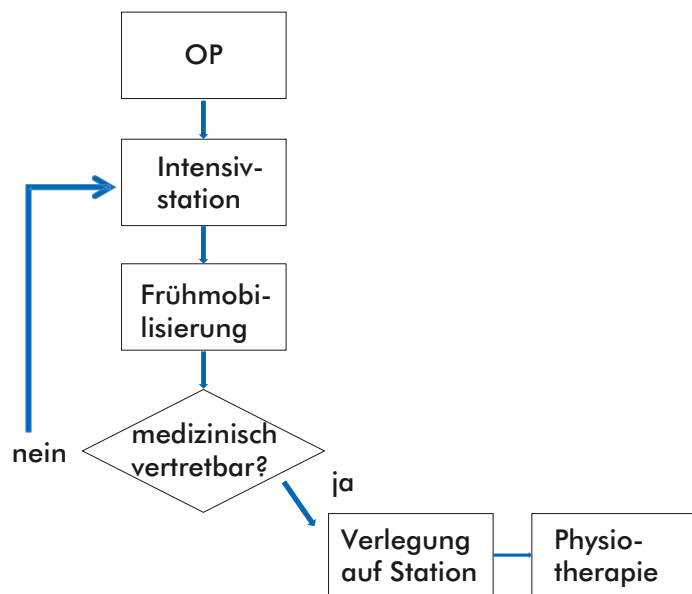 OP
Intensiv-
station
Frühmobi-
lisierung
medizinisch
vertretbar?
nein
ja
Verlegung
auf Station
Physio-
therapie